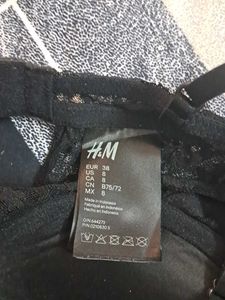 H&M
EUR 38
US 8
CA 8
CN B75/72
MX 8
Made in Indonesia
Fabriqué en Indonésie
Hecho en Indonesia